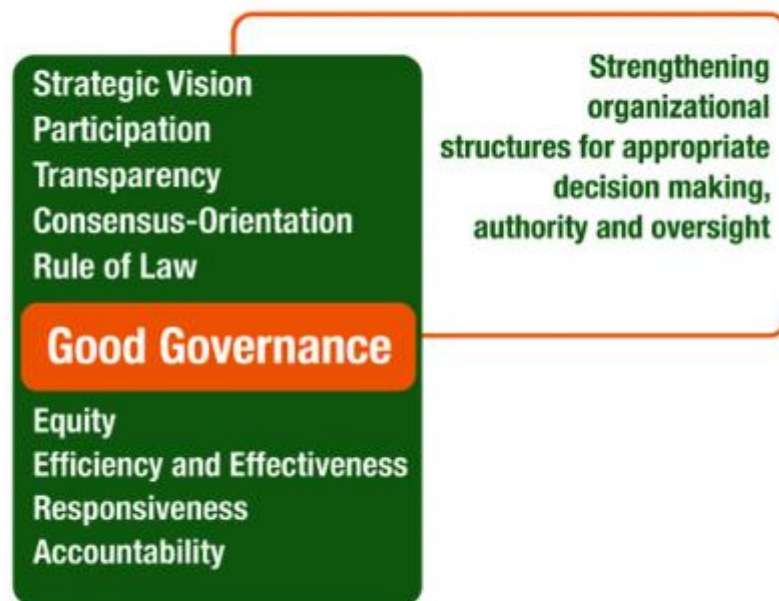 Strategic Vision
Participation
Transparency
Consensus-Orientation
Rule of Law
Good Governance
Equity
Efficiency and Effectiveness
Responsiveness
Accountability
Strengthening
organizational
structures for appropriate
decision making,
authority and oversight